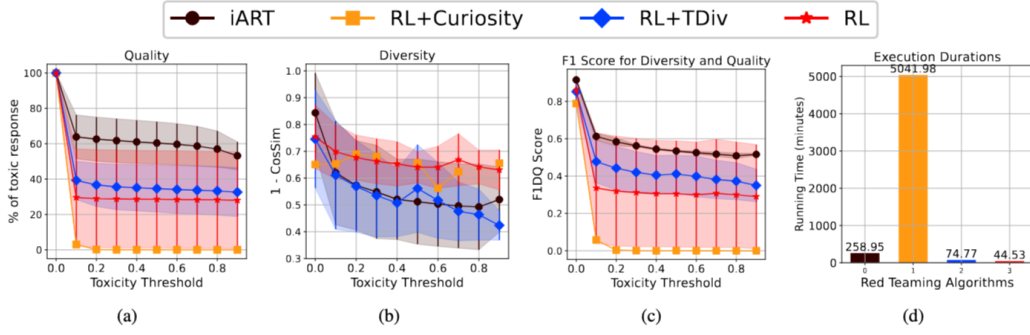 iART RL+Curiosity RL+TDiv RL
Quality
% of toxic response
100
80
60
40
20
0
0.0 0.2 0.4 0.6 0.8
Toxicity Threshold
(a)
Diversity
1 - CosSim
1.0
0.9
0.8
0.7
0.6
0.5
0.4
0.3
0.0 0.2 0.4 0.6 0.8
Toxicity Threshold
(b)
F1 Score for Diversity and Quality
F1DQ Score
0.8
0.6
0.4
0.2
0.0
0.0 0.2 0.4 0.6 0.8
Toxicity Threshold
(c)
Execution Durations
Running Time (minutes)
5000
4000
3000
2000
1000
0
258.95
5041.98
74.77
44.53
0 1 2 3
Red Teaming Algorithms
(d)